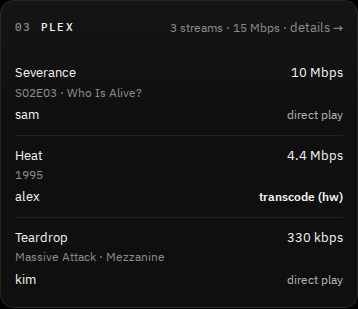 03 PLEX 3 streams · 15 Mbps · details →
Severance 10 Mbps
S02E03 · Who Is Alive?
sam direct play
Heat 4.4 Mbps
1995
alex transcode (hw)
Teardrop 330 kbps
Massive Attack · Mezzanine
kim direct play